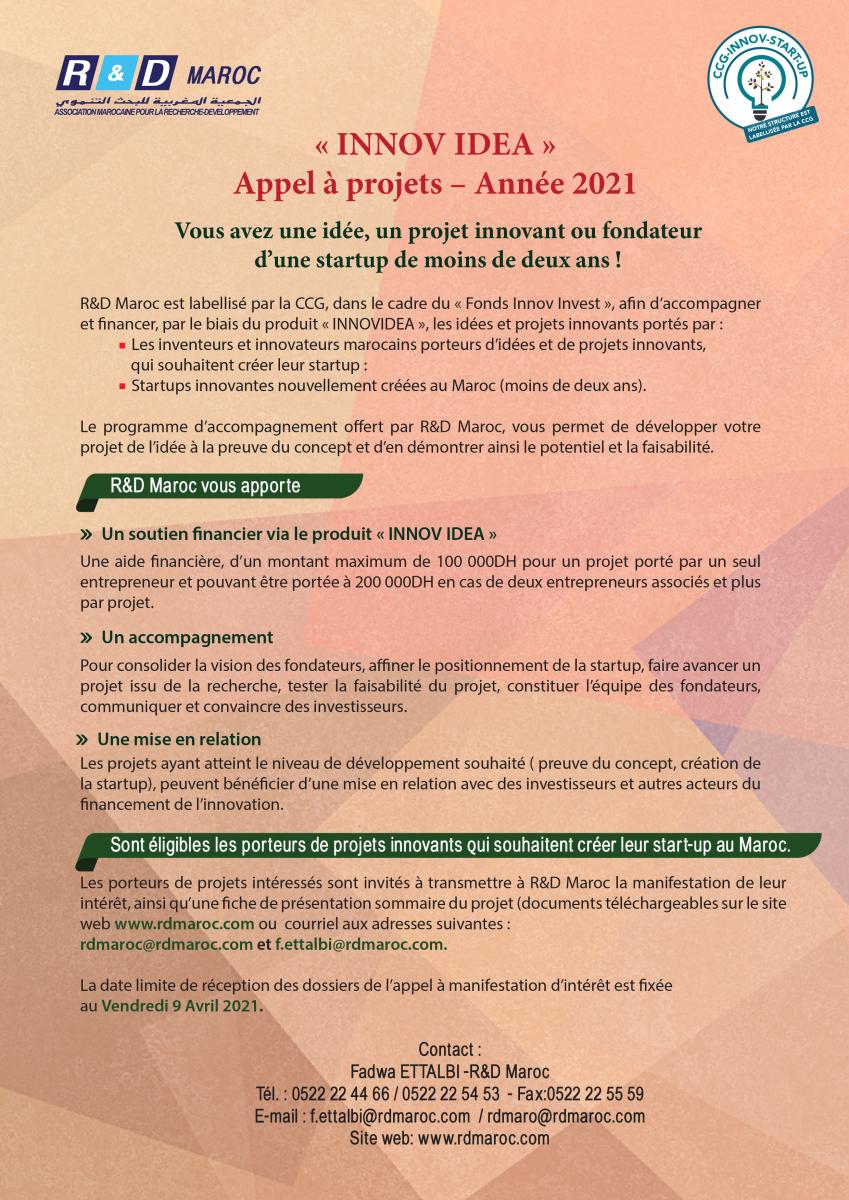 R&D MAROC
الجمعية المغربية للبحث التنموي
ASSOCIATION MAROCAINE POUR LA RECHERCHE-DEVELOPPEMENT
CCG-INNOV-START-UP
NOTRE STRUCTURE EST
LABELLISÉE PAR LA CCG
« INNOV IDEA »
Appel à projets – Année 2021
Vous avez une idée, un projet innovant ou fondateur
d’une startup de moins de deux ans !
R&D Maroc est labellisé par la CCG, dans le cadre du « Fonds Innov Invest », afin d’accompagner
et financer, par le biais du produit « INNOVIDEA », les idées et projets innovants portés par :
▪ Les inventeurs et innovateurs marocains porteurs d’idées et de projets innovants,
qui souhaitent créer leur startup :
▪ Startups innovantes nouvellement créées au Maroc (moins de deux ans).
Le programme d’accompagnement offert par R&D Maroc, vous permet de développer votre
projet de l’idée à la preuve du concept et d’en démontrer ainsi le potentiel et la faisabilité.
R&D Maroc vous apporte
» Un soutien financier via le produit « INNOV IDEA »
Une aide financière, d’un montant maximum de 100 000DH pour un projet porté par un seul
entrepreneur et pouvant être portée à 200 000DH en cas de deux entrepreneurs associés et plus
par projet.
» Un accompagnement
Pour consolider la vision des fondateurs, affiner le positionnement de la startup, faire avancer un
projet issu de la recherche, tester la faisabilité du projet, constituer l’équipe des fondateurs,
communiquer et convaincre des investisseurs.
» Une mise en relation
Les projets ayant atteint le niveau de développement souhaité ( preuve du concept, création de
la startup), peuvent bénéficier d’une mise en relation avec des investisseurs et autres acteurs du
financement de l’innovation.
Sont éligibles les porteurs de projets innovants qui souhaitent créer leur start-up au Maroc.
Les porteurs de projets intéressés sont invités à transmettre à R&D Maroc la manifestation de leur
intérêt, ainsi qu’une fiche de présentation sommaire du projet (documents téléchargeables sur le site
web www.rdmaroc.com ou courriel aux adresses suivantes :
rdmaroc@rdmaroc.com et f.ettalbi@rdmaroc.com.
La date limite de réception des dossiers de l’appel à manifestation d’intérêt est fixée
au Vendredi 9 Avril 2021.
Contact :
Fadwa ETTALBI -R&D Maroc
Tél. : 0522 22 44 66 / 0522 22 54 53 - Fax:0522 22 55 59
E-mail : f.ettalbi@rdmaroc.com / rdmaro@rdmaroc.com
Site web: www.rdmaroc.com